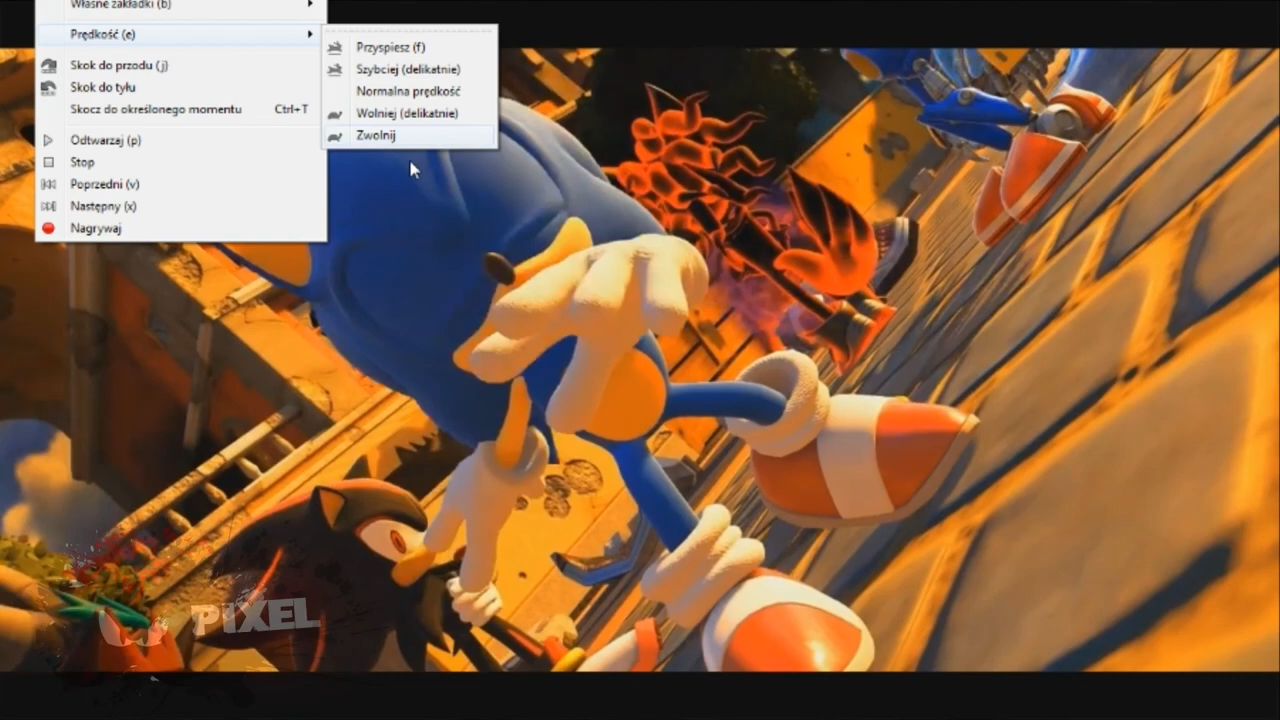 Własne zakładki (b)
Prędkość (e)
Skok do przodu (j)
Skok do tyłu
Skocz do określonego momentu Ctrl+T
Odtwarzaj (p)
Stop
Poprzedni (v)
Następny (x)
Nagrywaj
Przyspiesz (f)
Szybciej (delikatnie)
Normalna prędkość
Wolniej (delikatnie)
Zwolnij
PIXEL